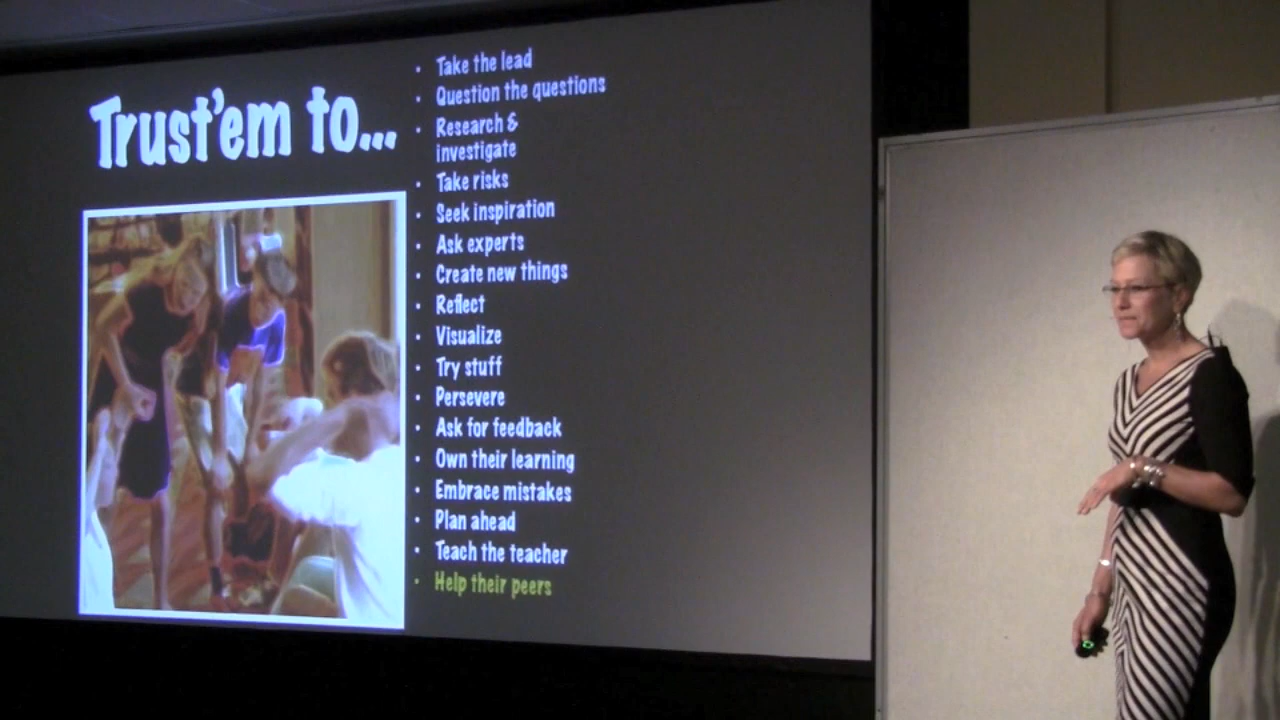 Trust'em to...
• Take the lead
• Question the questions
• Research &
investigate
• Take risks
• Seek inspiration
• Ask experts
• Create new things
• Reflect
• Visualize
• Try stuff
• Persevere
• Ask for feedback
• Own their learning
• Embrace mistakes
• Plan ahead
• Teach the teacher
• Help their peers